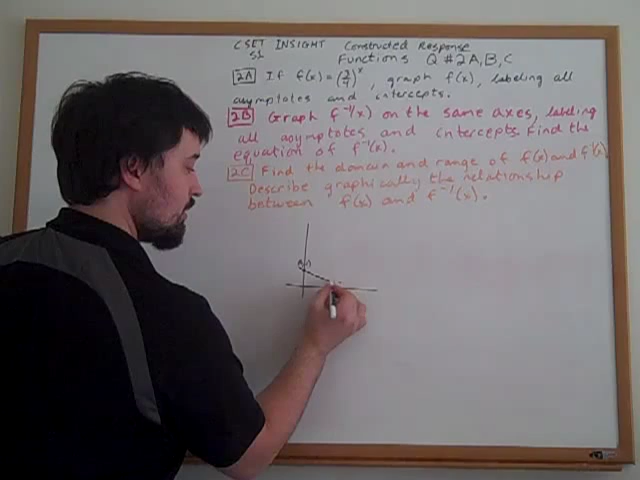 CSET INSIGHT Constructed Response
S1 Functions Q #2A,B,C
2A If f(x)=(2/4)^x, graph f(x), labeling all
asymptotes and intercepts.
2B Graph f^-1(x) on the same axes, labeling
all asymptotes and intercepts. Find the
equation of f^-1(x).
2C Find the domain and range of f(x) and f^-1(x).
Describe graphically the relationship
between f(x) and f^-1(x).